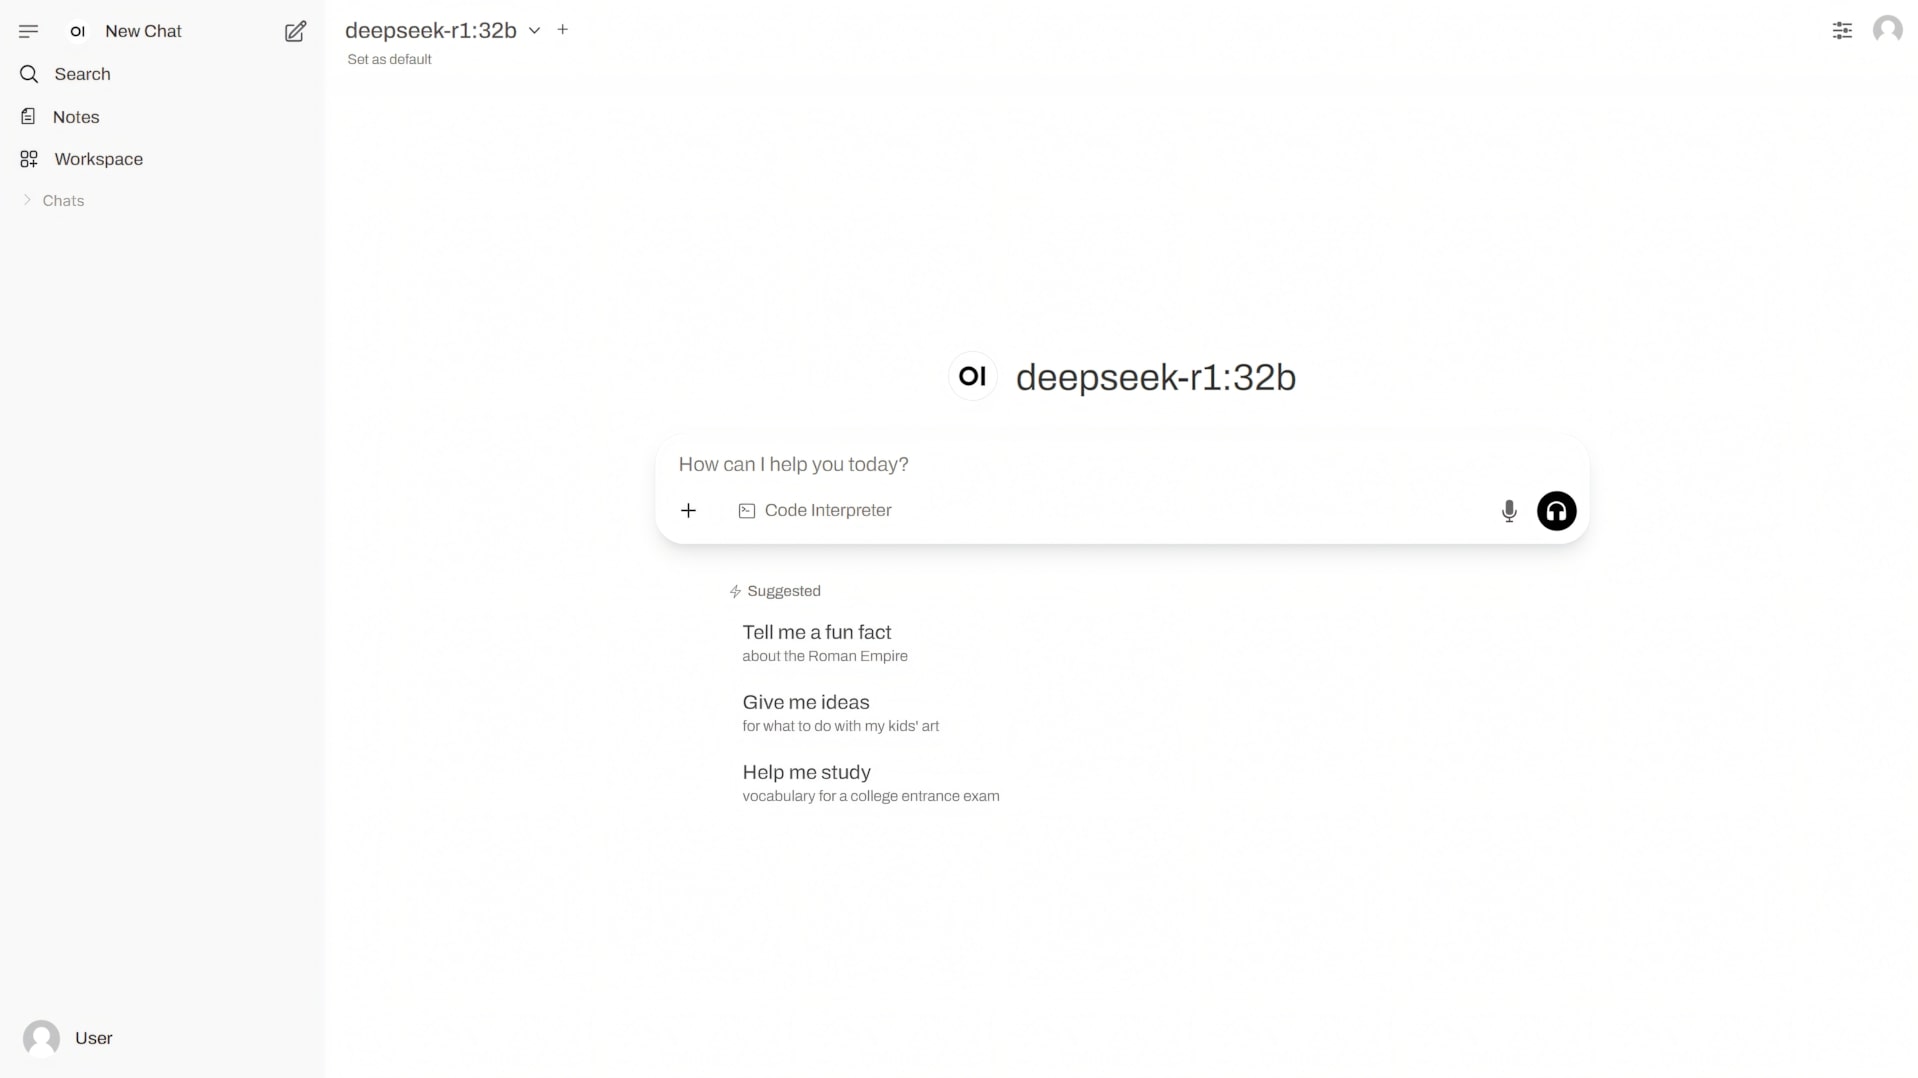 OI New Chat
Search
Notes
Workspace
Chats
User
deepseek-r1:32b
Set as default
OI deepseek-r1:32b
How can I help you today?
Code Interpreter
Suggested
Tell me a fun fact
about the Roman Empire
Give me ideas
for what to do with my kids' art
Help me study
vocabulary for a college entrance exam